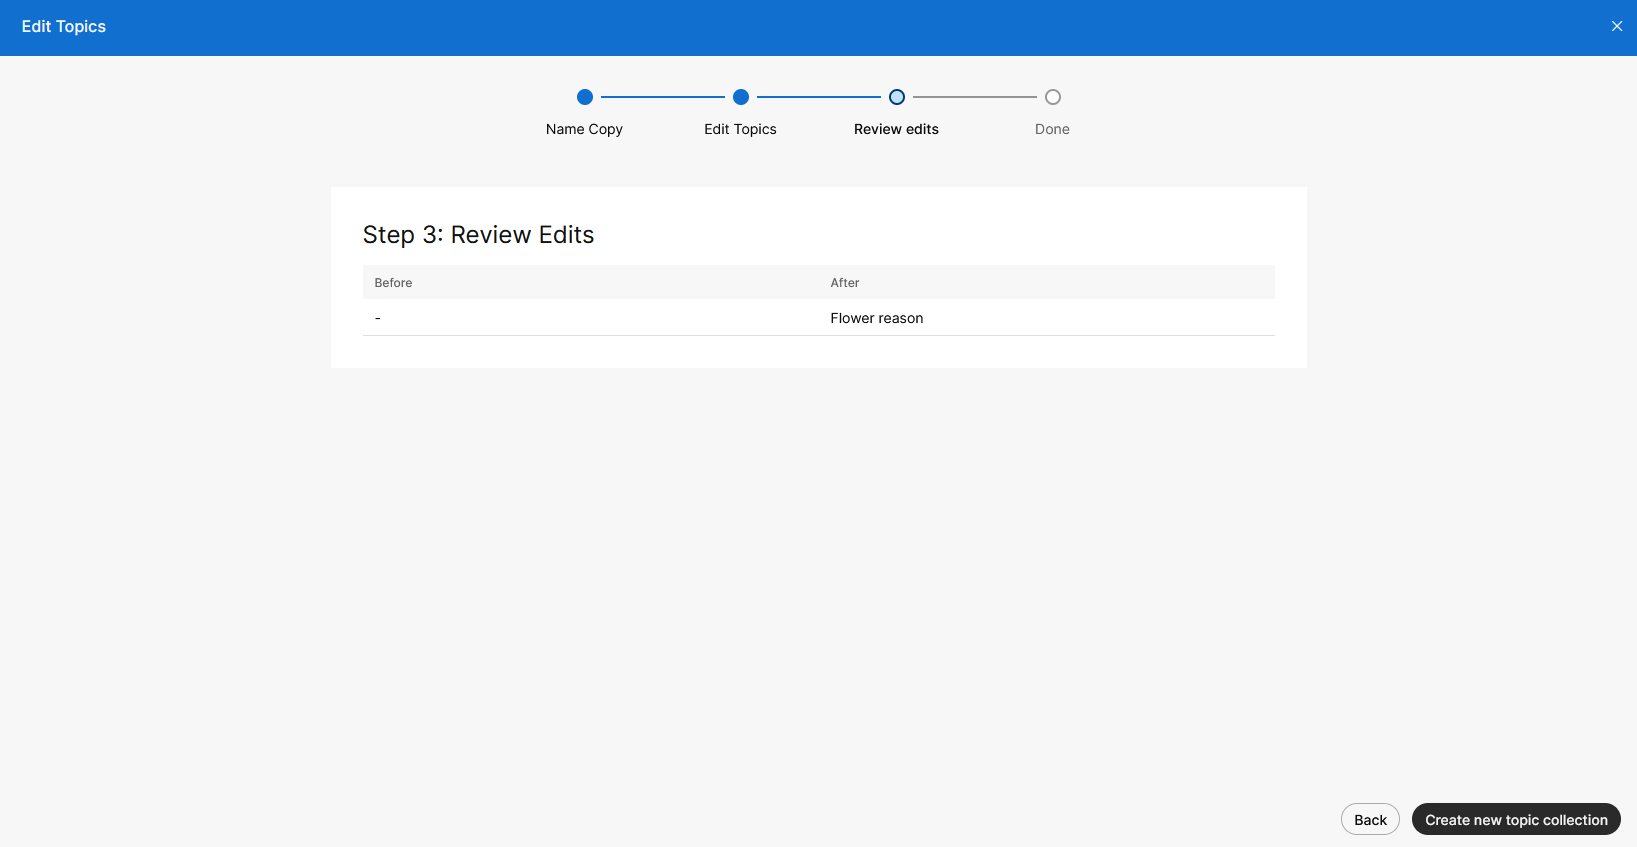 Edit Topics
Name Copy
Edit Topics
Review edits
Done
Step 3: Review Edits
Before
After
-
Flower reason
Back
Create new topic collection